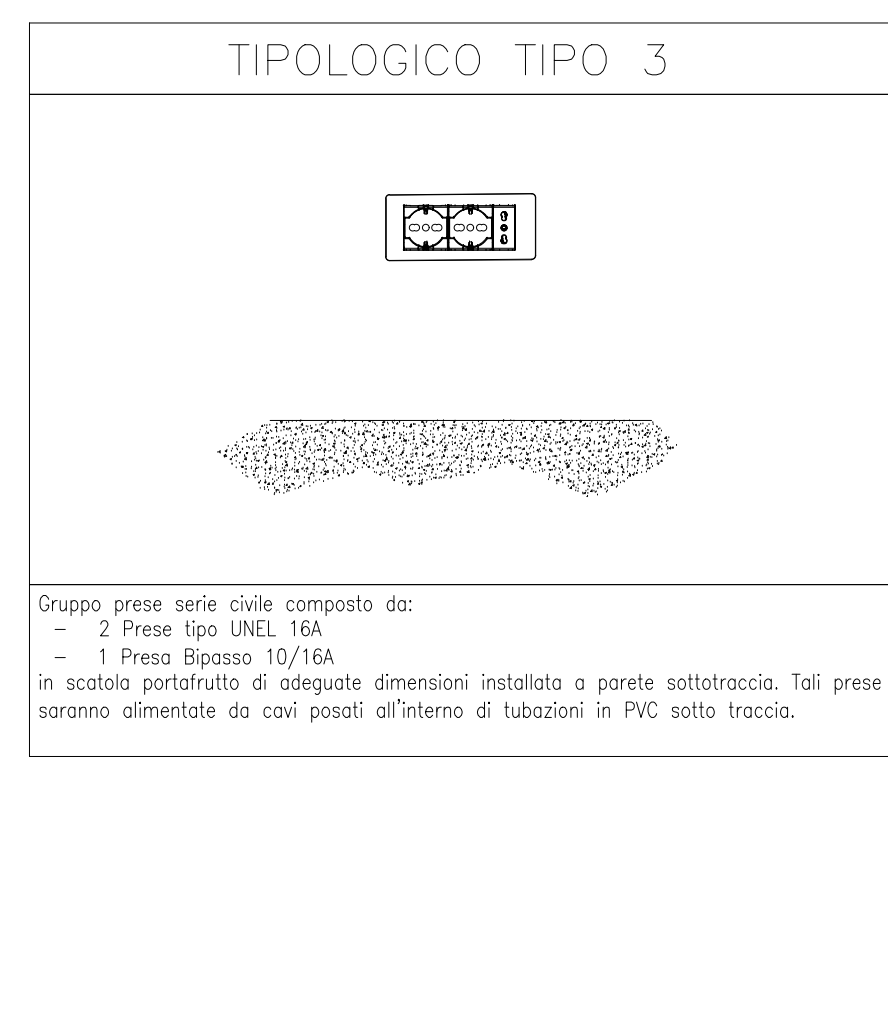 TIPOLOGICO TIPO 3
Gruppo prese serie civile composto da:
- 2 Prese tipo UNEL 16A
- 1 Presa Bipasso 10/16A
in scatola portafrutto di adeguate dimensioni installata a parete sottotraccia. Tali prese
saranno alimentate da cavi posati all'interno di tubazioni in PVC sotto traccia.